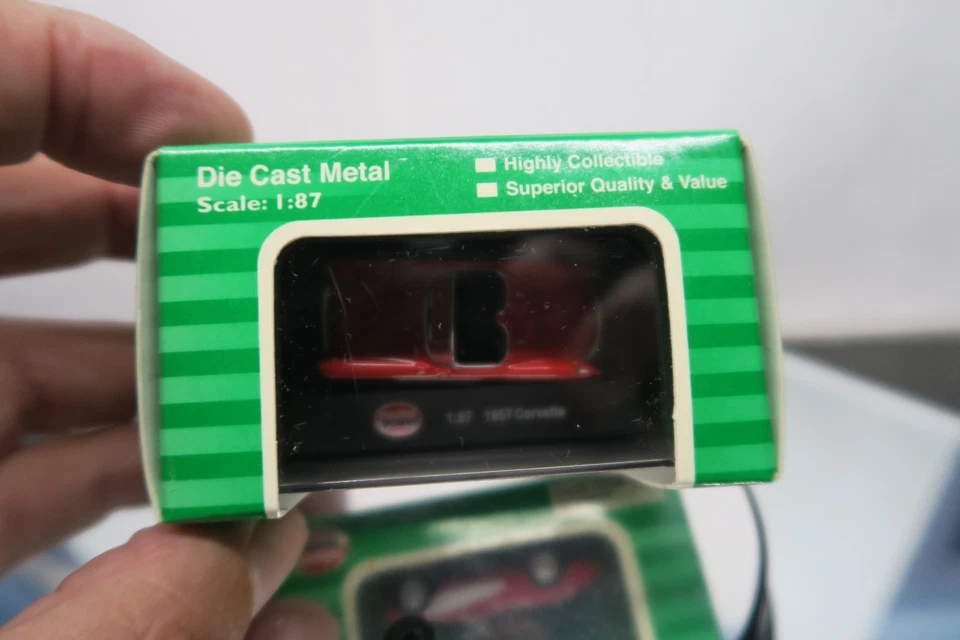 Die Cast Metal
Scale: 1:87
Highly Collectible
Superior Quality & Value
1:87 1957 Corvette